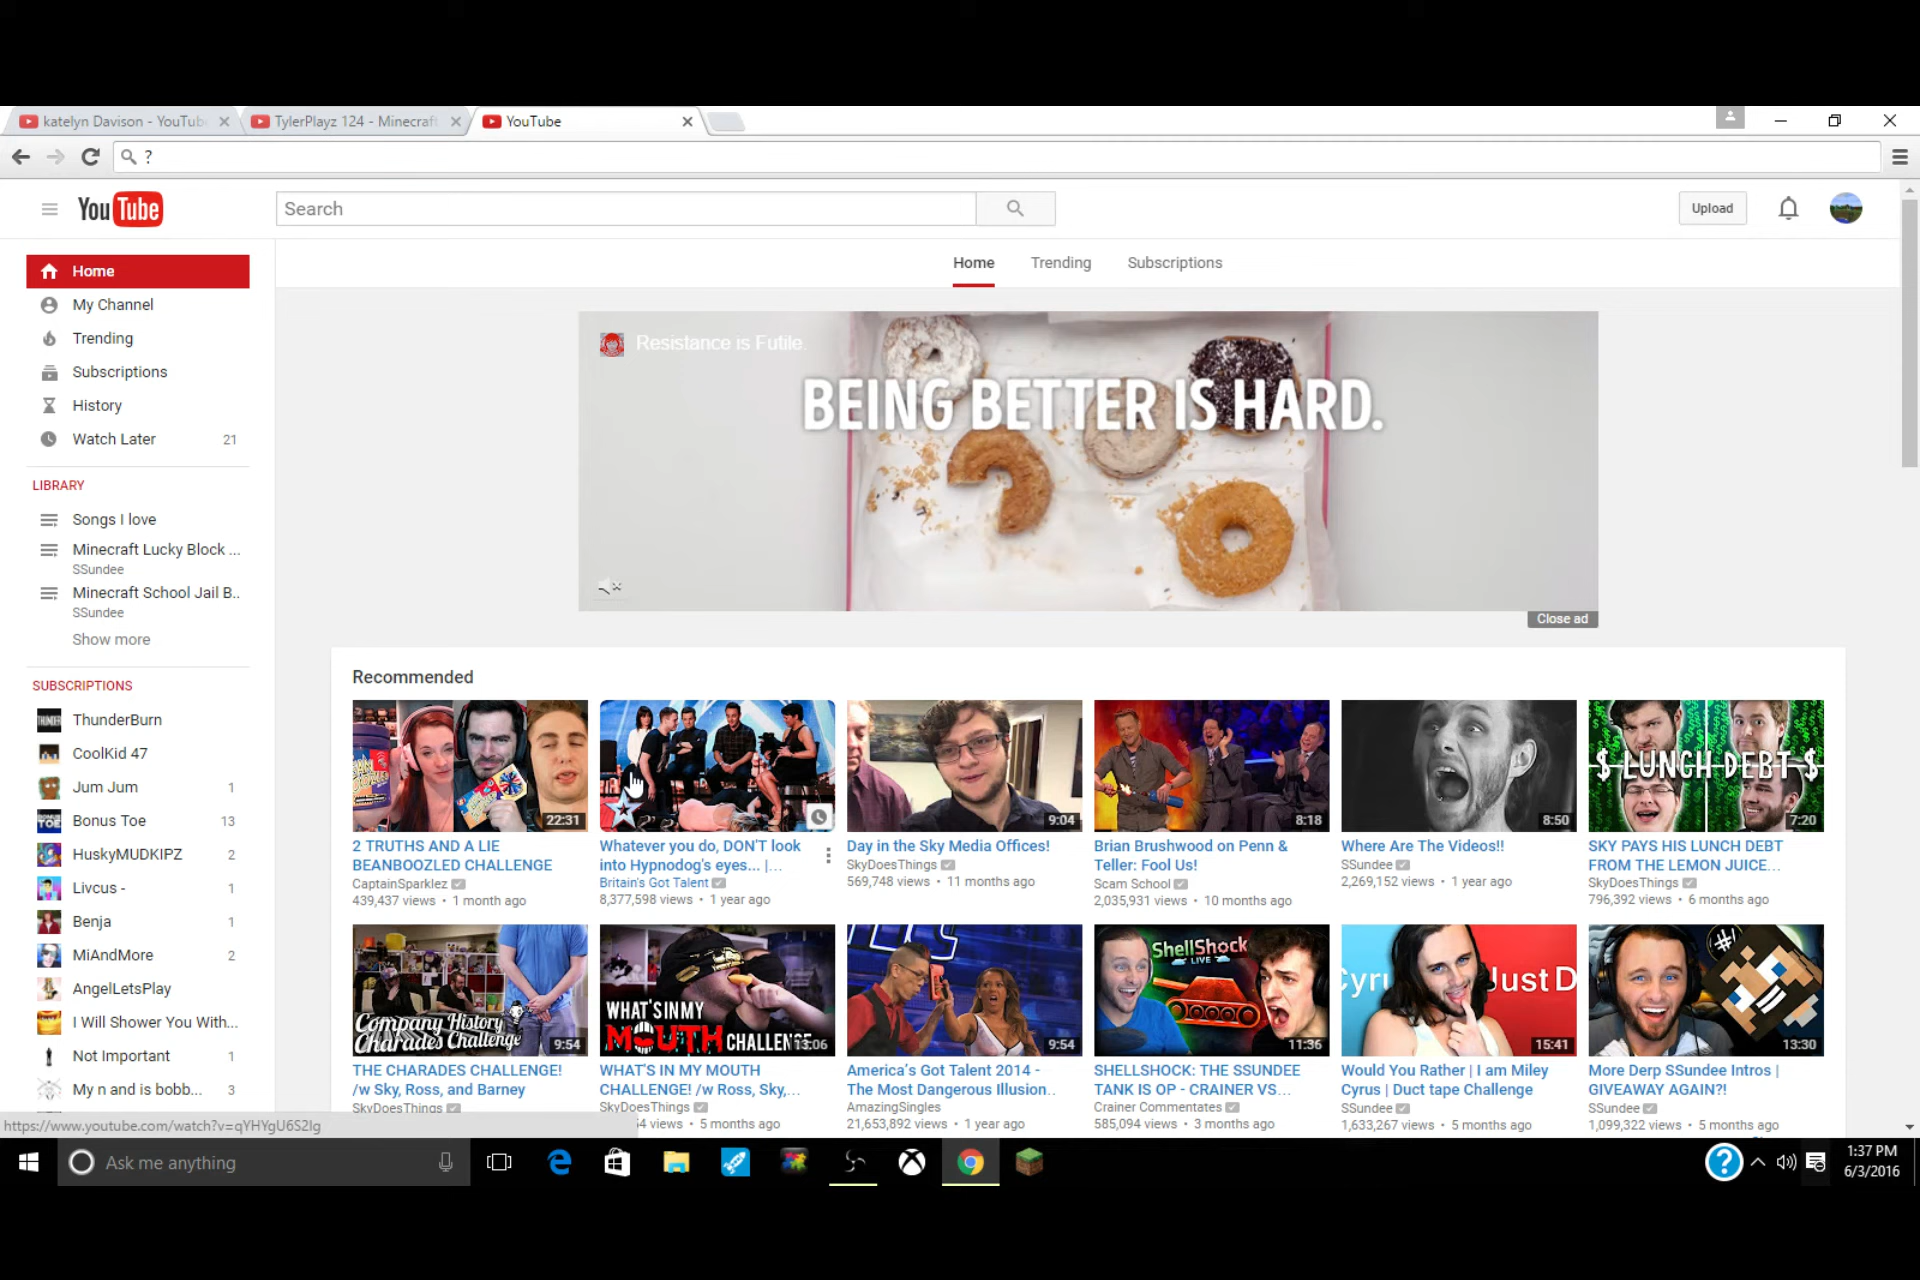 katelyn Davison - YouTub
TylerPlayz 124 - Minecraft
YouTube
?
YouTube
Search
Upload
Home
Trending
Subscriptions
Home
My Channel
Trending
Subscriptions
History
Watch Later 21
LIBRARY
Songs I love
Minecraft Lucky Block ...
SSundee
Minecraft School Jail B..
SSundee
Show more
SUBSCRIPTIONS
ThunderBurn
CoolKid 47
Jum Jum 1
Bonus Toe 13
HuskyMUDKIPZ 2
Livcus - 1
Benja 1
MiAndMore 2
AngelLetsPlay
I Will Shower You With...
Not Important 1
My n and is bobb... 3
Resistance is Futile.
BEING BETTER IS HARD.
Close ad
Recommended
22:31
2 TRUTHS AND A LIE
BEANBOOZLED CHALLENGE
CaptainSparklez
439,437 views • 1 month ago
Whatever you do, DON'T look
into Hypnodog's eyes... |...
Britain's Got Talent
8,377,598 views • 1 year ago
9:04
Day in the Sky Media Offices!
SkyDoesThings
569,748 views • 11 months ago
8:18
Brian Brushwood on Penn &
Teller: Fool Us!
Scam School
2,035,931 views • 10 months ago
8:50
Where Are The Videos!!
SSundee
2,269,152 views • 1 year ago
$ LUNCH DEBT $
7:20
SKY PAYS HIS LUNCH DEBT
FROM THE LEMON JUICE...
SkyDoesThings
796,392 views • 6 months ago
Company History
Charades Challenge
9:54
THE CHARADES CHALLENGE!
/w Sky, Ross, and Barney
SkyDoesThings
WHAT'S IN MY
MOUTH CHALLENGE
13:06
WHAT'S IN MY MOUTH
CHALLENGE! /w Ross, Sky,...
SkyDoesThings
54 views • 5 months ago
9:54
America's Got Talent 2014 -
The Most Dangerous Illusion..
AmazingSingles
21,653,892 views • 1 year ago
ShellShock
LIVE
11:36
SHELLSHOCK: THE SSUNDEE
TANK IS OP - CRAINER VS...
Crainer Commentates
585,094 views • 3 months ago
Cyru Just D
15:41
Would You Rather | I am Miley
Cyrus | Duct tape Challenge
SSundee
1,633,267 views • 5 months ago
#1
13:30
More Derp SSundee Intros |
GIVEAWAY AGAIN?!
SSundee
1,099,322 views • 5 months ago
https://www.youtube.com/watch?v=qYHYgU6S2Ig
Ask me anything
1:37 PM
6/3/2016